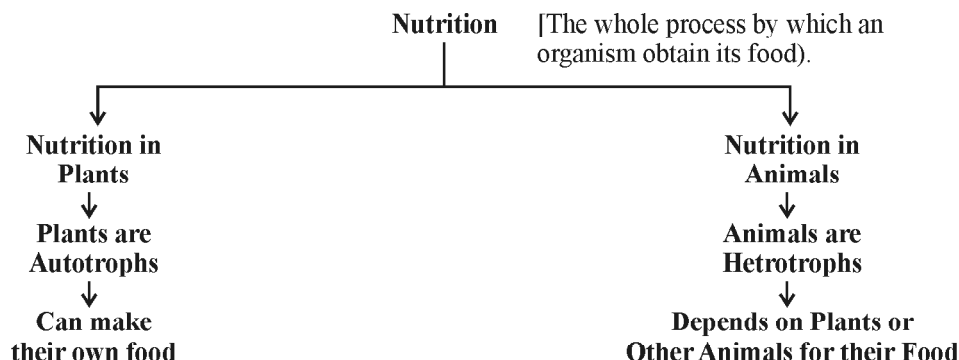 Nutrition [The whole process by which an
organism obtain its food).
Nutrition in
Plants
Plants are
Autotrophs
Can make
their own food
Nutrition in
Animals
Animals are
Hetrotrophs
Depends on Plants or
Other Animals for their Food